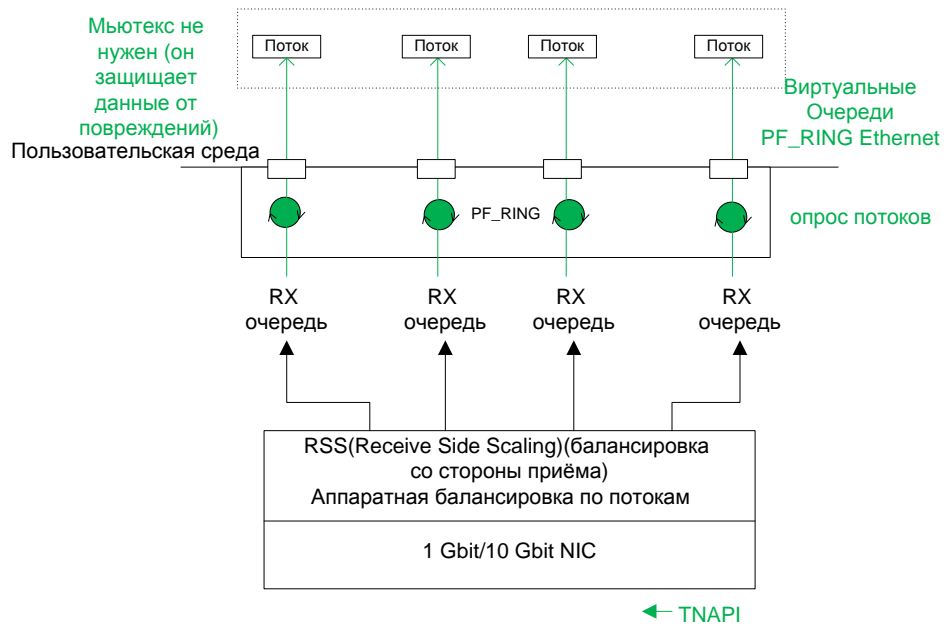 Мьютекс не
нужен (он
защищает
данные от
повреждений)
Поток
Поток
Поток
Поток
Виртуальные
Очереди
PF_RING Ethernet
Пользовательская среда
PF_RING
опрос потоков
RX
очередь
RX
очередь
RX
очередь
RX
очередь
RSS(Receive Side Scaling)(балансировка
со стороны приёма)
Аппаратная балансировка по потокам
1 Gbit/10 Gbit NIC
TNAPI